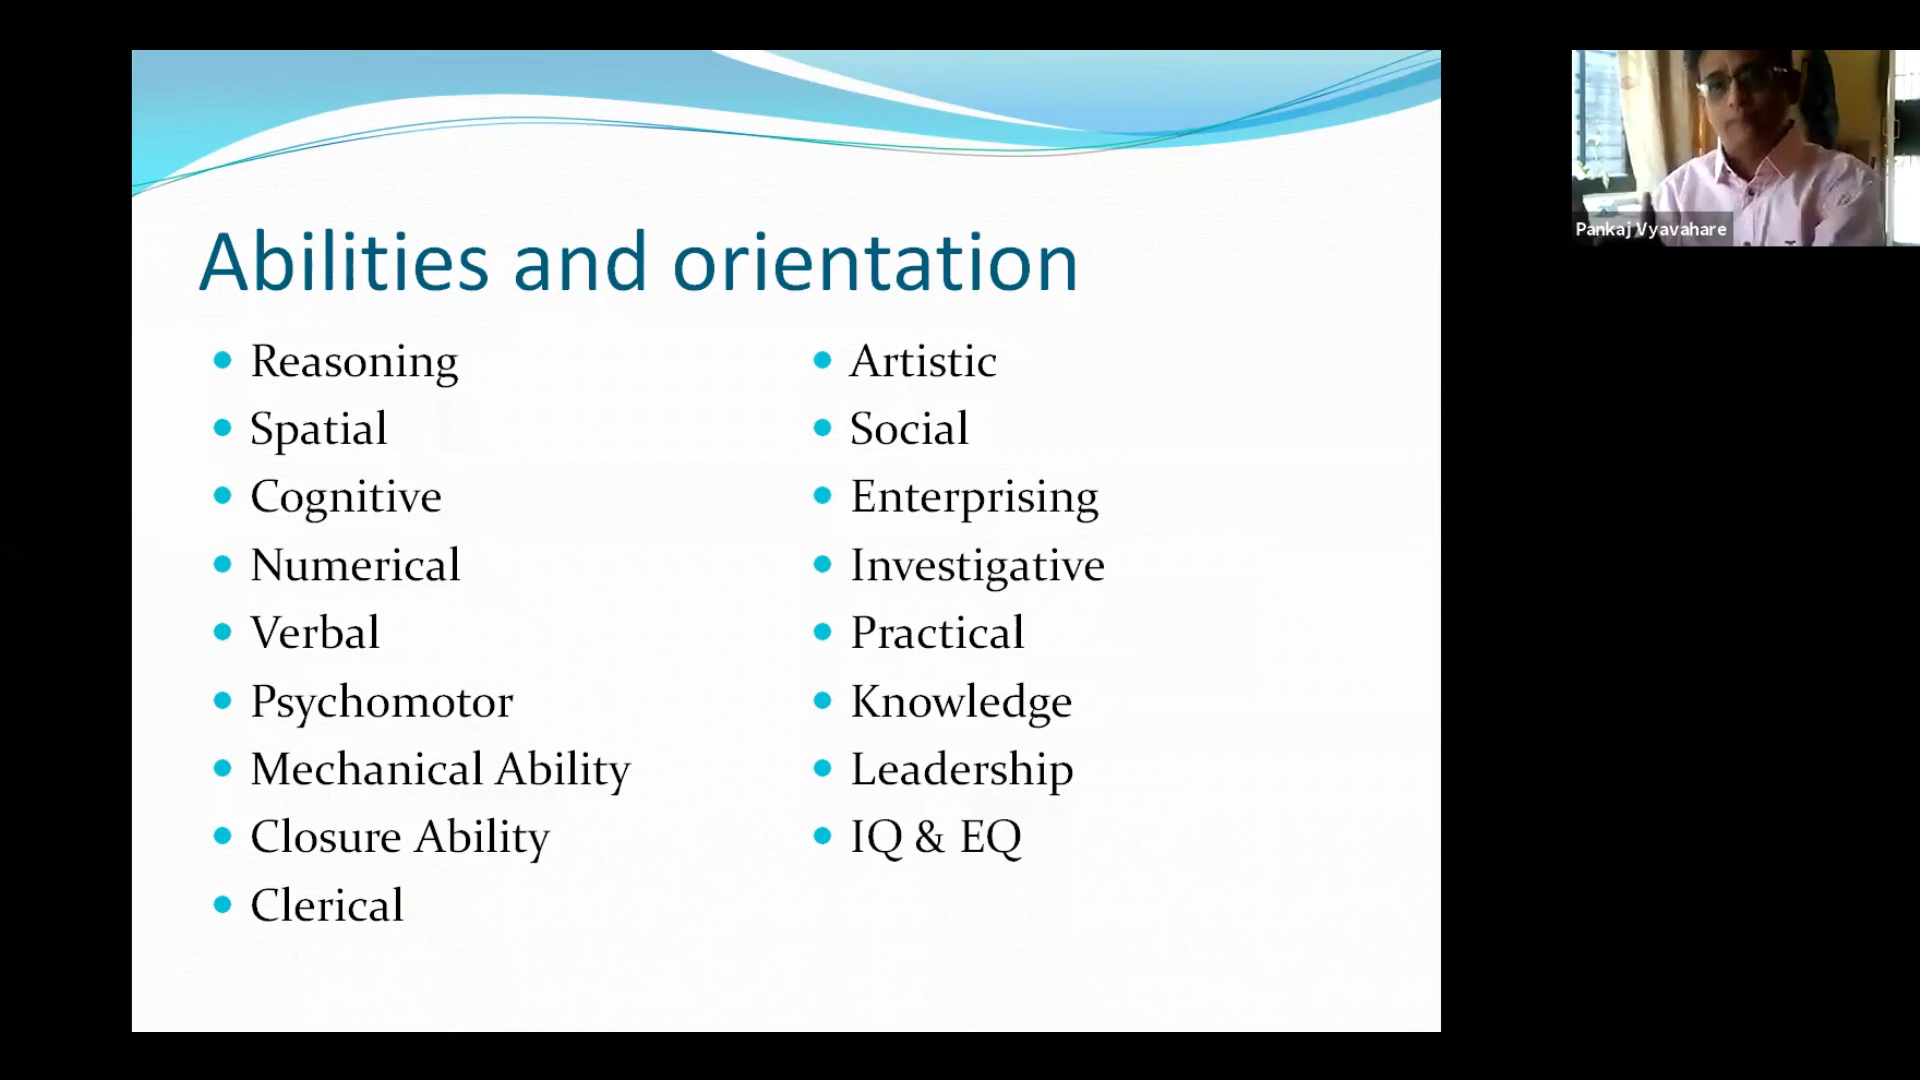 Abilities and orientation
Reasoning
Spatial
Cognitive
Numerical
Verbal
Psychomotor
Mechanical Ability
Closure Ability
Clerical
Artistic
Social
Enterprising
Investigative
Practical
Knowledge
Leadership
IQ & EQ
Pankaj Vyavahare